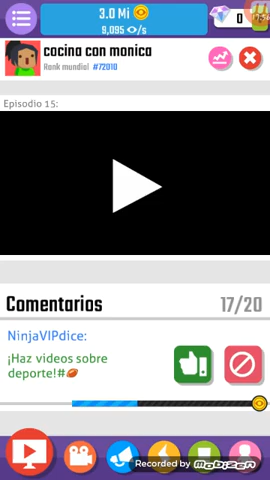 3.0 Mi
0
9,095 /s
cocina con monica
Rank mundial #72010
Episodio 15:
Comentarios 17/20
NinjaVIPdice:
¡Haz videos sobre
deporte!#🏈
Recorded by mobizen